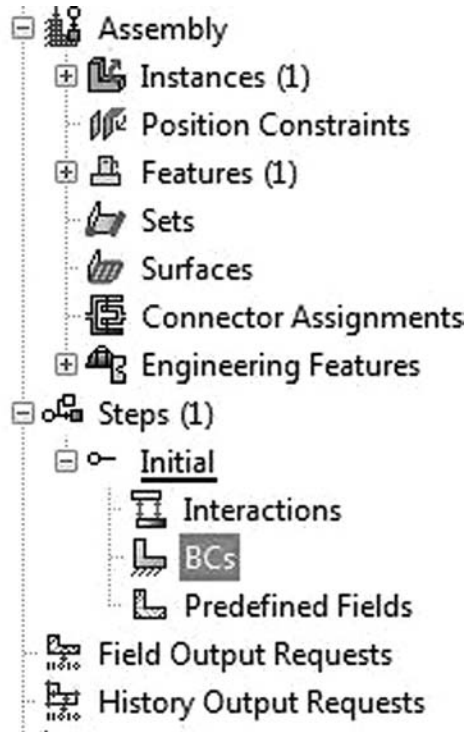 Assembly
Instances (1)
Position Constraints
Features (1)
Sets
Surfaces
Connector Assignments
Engineering Features
Steps (1)
Initial
Interactions
BCs
Predefined Fields
Field Output Requests
History Output Requests